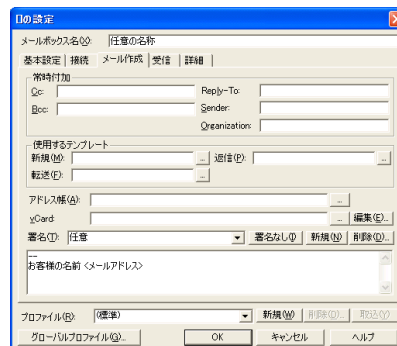 口の設定
メールボックス名(X): 任意の名称
基本設定 接続 メール作成 受信 詳細
常時付加
Cc: Reply-To:
Bcc: Sender:
Organization:
使用するテンプレート
新規(M): ... 返信(P): ...
転送(F): ...
アドレス帳(A): ...
vCard: ... 編集(E)...
署名(T): 任意 署名なし(I) 新規(N) 削除(D)...
--
お客様の名前 <メールアドレス>
プロファイル(R): (標準) 新規(W) 削除(O)... 取込(Y)
グローバルプロファイル(G)... OK キャンセル ヘルプ